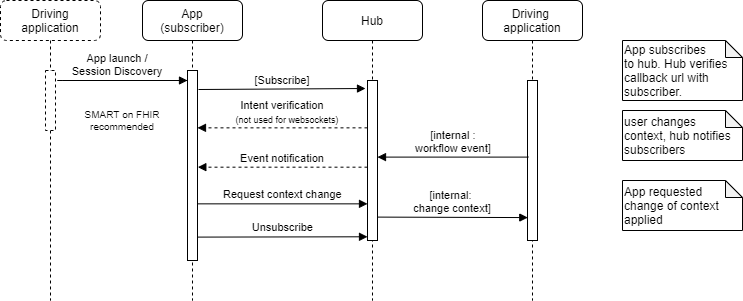 Driving
application
App
(subscriber)
Hub
Driving
application
App launch /
Session Discovery
SMART on FHIR
recommended
[Subscribe]
Intent verification
(not used for websockets)
[internal :
workflow event]
Event notification
Request context change
[internal:
change context]
Unsubscribe
App subscribes
to hub. Hub verifies
callback url with
subscriber.
user changes
context, hub notifies
subscribers
App requested
change of context
applied